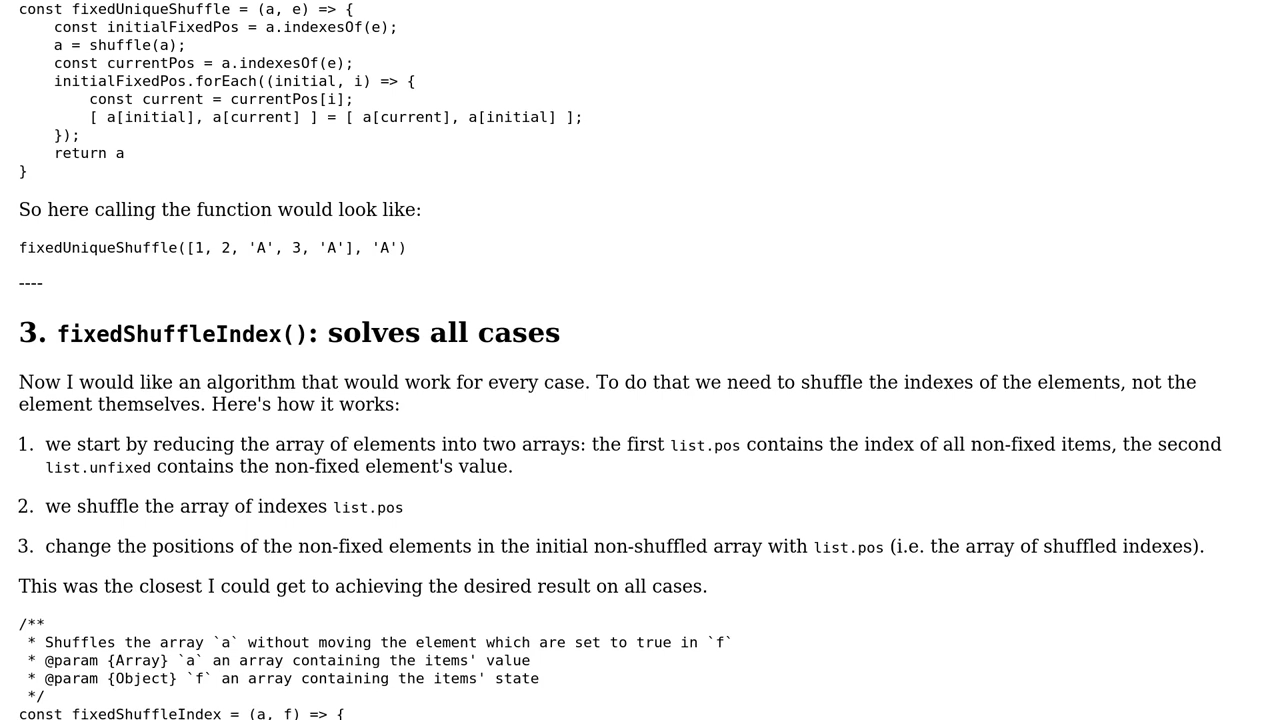 const fixedUniqueShuffle = (a, e) => {
    const initialFixedPos = a.indexesOf(e);
    a = shuffle(a);
    const currentPos = a.indexesOf(e);
    initialFixedPos.forEach((initial, i) => {
        const current = currentPos[i];
        [ a[initial], a[current] ] = [ a[current], a[initial] ];
    });
    return a
}
So here calling the function would look like:
fixedUniqueShuffle([1, 2, 'A', 3, 'A'], 'A')
----
3. fixedShuffleIndex(): solves all cases
Now I would like an algorithm that would work for every case. To do that we need to shuffle the indexes of the elements, not the
element themselves. Here's how it works:
1. we start by reducing the array of elements into two arrays: the first list.pos contains the index of all non-fixed items, the second
list.unfixed contains the non-fixed element's value.
2. we shuffle the array of indexes list.pos
3. change the positions of the non-fixed elements in the initial non-shuffled array with list.pos (i.e. the array of shuffled indexes).
This was the closest I could get to achieving the desired result on all cases.
/**
 * Shuffles the array `a` without moving the element which are set to true in `f`
 * @param {Array} `a` an array containing the items' value
 * @param {Object} `f` an array containing the items' state
 */
const fixedShuffleIndex = (a, f) => {